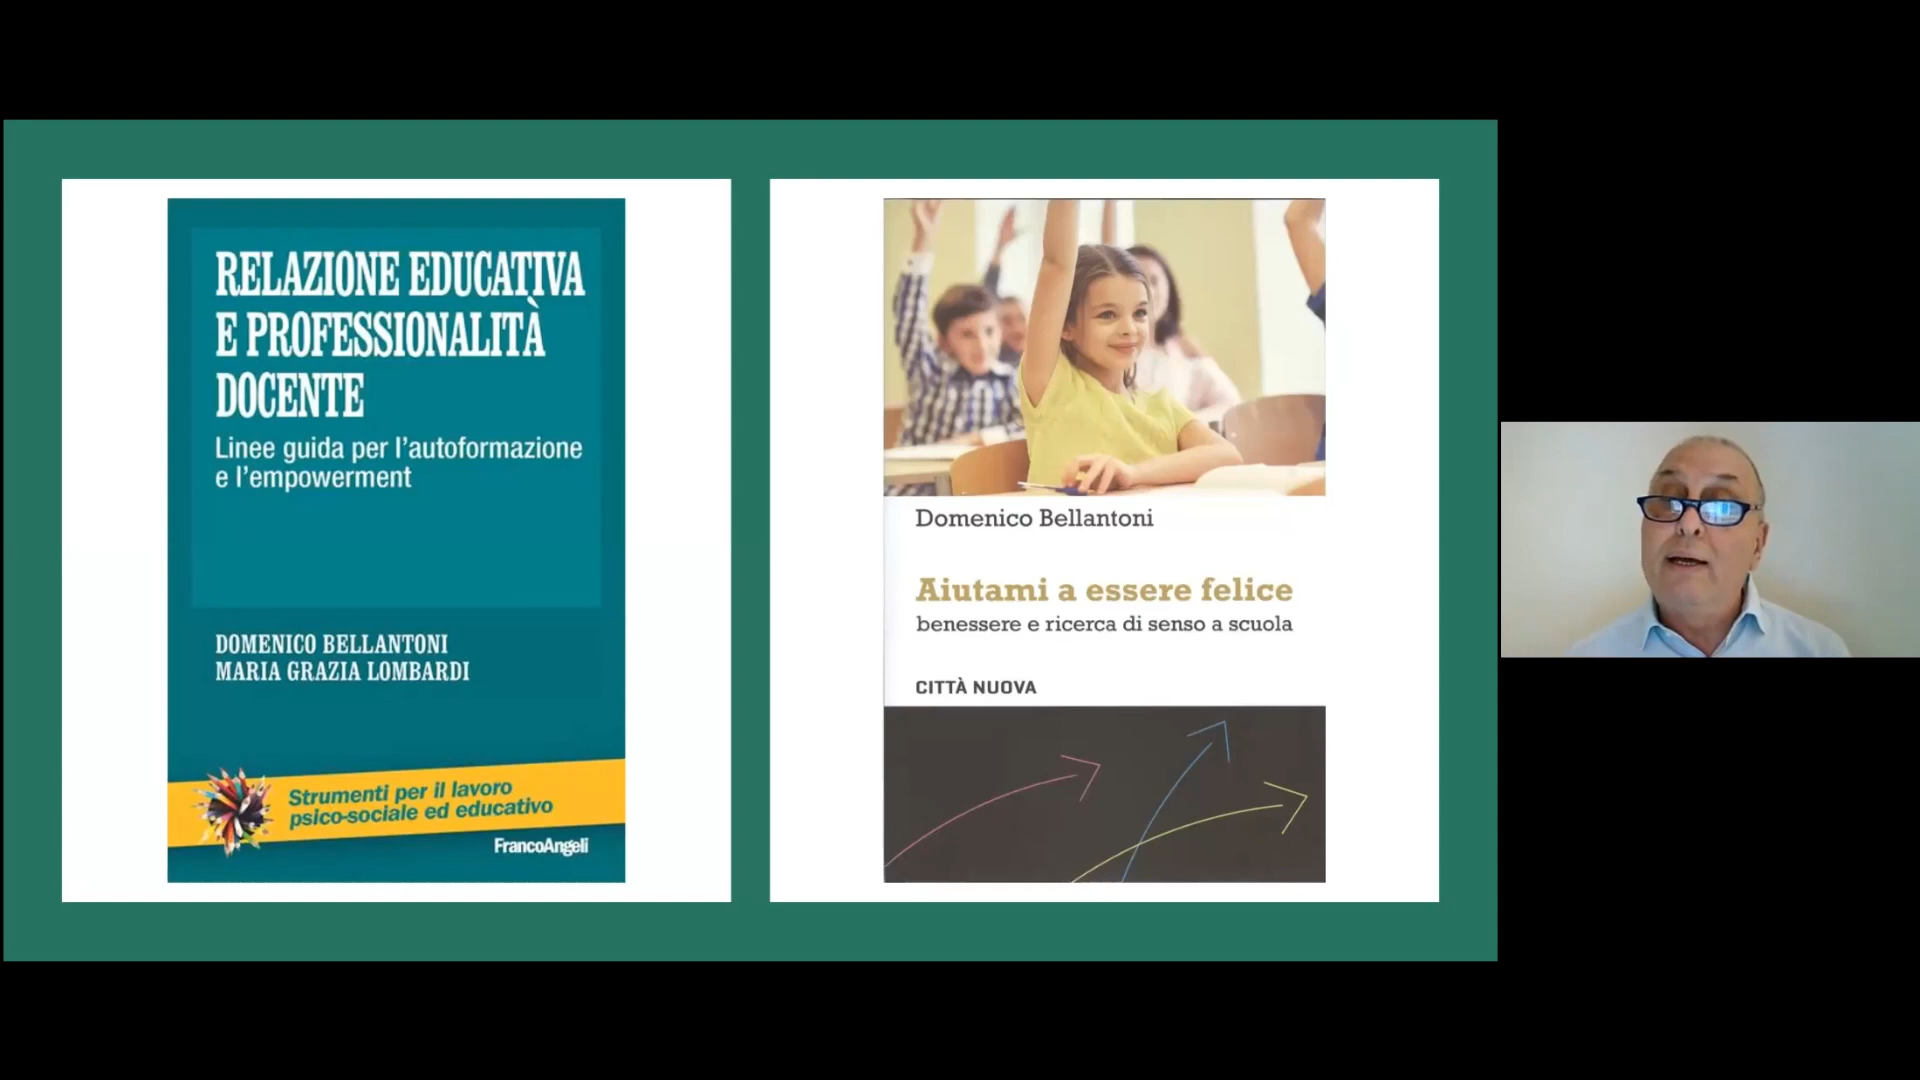 RELAZIONE EDUCATIVA
E PROFESSIONALITÀ
DOCENTE
Linee guida per l'autoformazione
e l'empowerment
DOMENICO BELLANTONI
MARIA GRAZIA LOMBARDI
Strumenti per il lavoro
psico-sociale ed educativo
FrancoAngeli
Domenico Bellantoni
Aiutami a essere felice
benessere e ricerca di senso a scuola
CITTÀ NUOVA